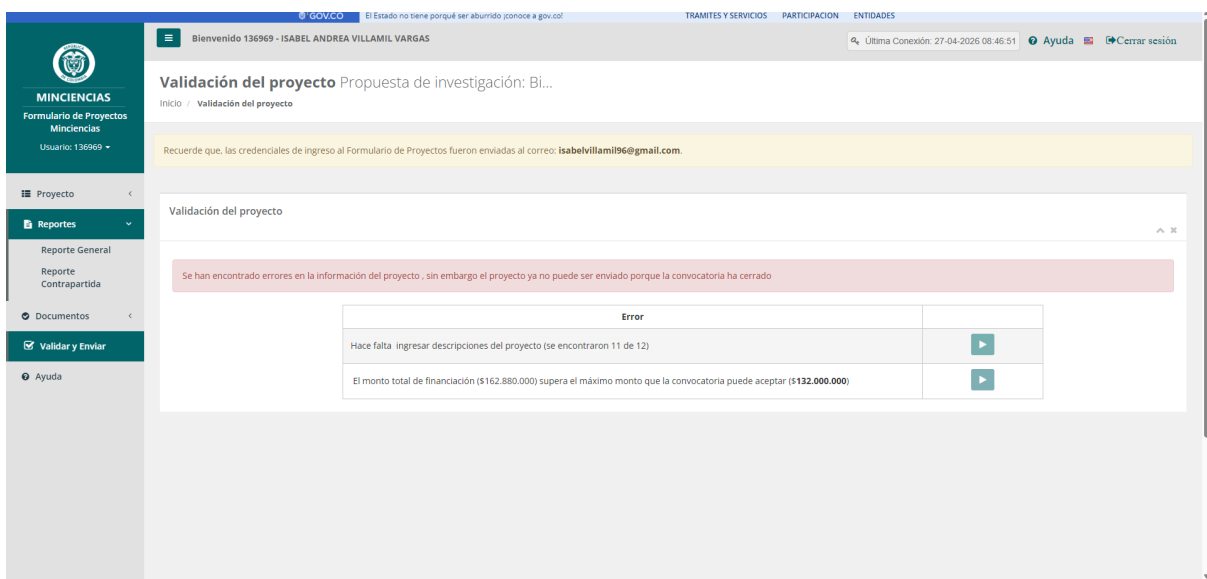 GOV.CO El Estado no tiene porqué ser aburrido ¡conoce a gov.co! TRAMITES Y SERVICIOS PARTICIPACION ENTIDADES
Bienvenido 136969 - ISABEL ANDREA VILLAMIL VARGAS
Última Conexión: 27-04-2026 08:46:51 Ayuda Cerrar sesión
MINCIENCIAS
Formulario de Proyectos
Minciencias
Usuario: 136969
Validación del proyecto Propuesta de investigación: Bi...
Inicio / Validación del proyecto
Recuerde que, las credenciales de ingreso al Formulario de Proyectos fueron enviadas al correo: isabelvillamil96@gmail.com.
Proyecto
Reportes
Reporte General
Reporte
Contrapartida
Documentos
Validar y Enviar
Ayuda
Validación del proyecto
Se han encontrado errores en la información del proyecto , sin embargo el proyecto ya no puede ser enviado porque la convocatoria ha cerrado
Error
Hace falta ingresar descripciones del proyecto (se encontraron 11 de 12)
El monto total de financiación ($162.880.000) supera el máximo monto que la convocatoria puede aceptar ($132.000.000)